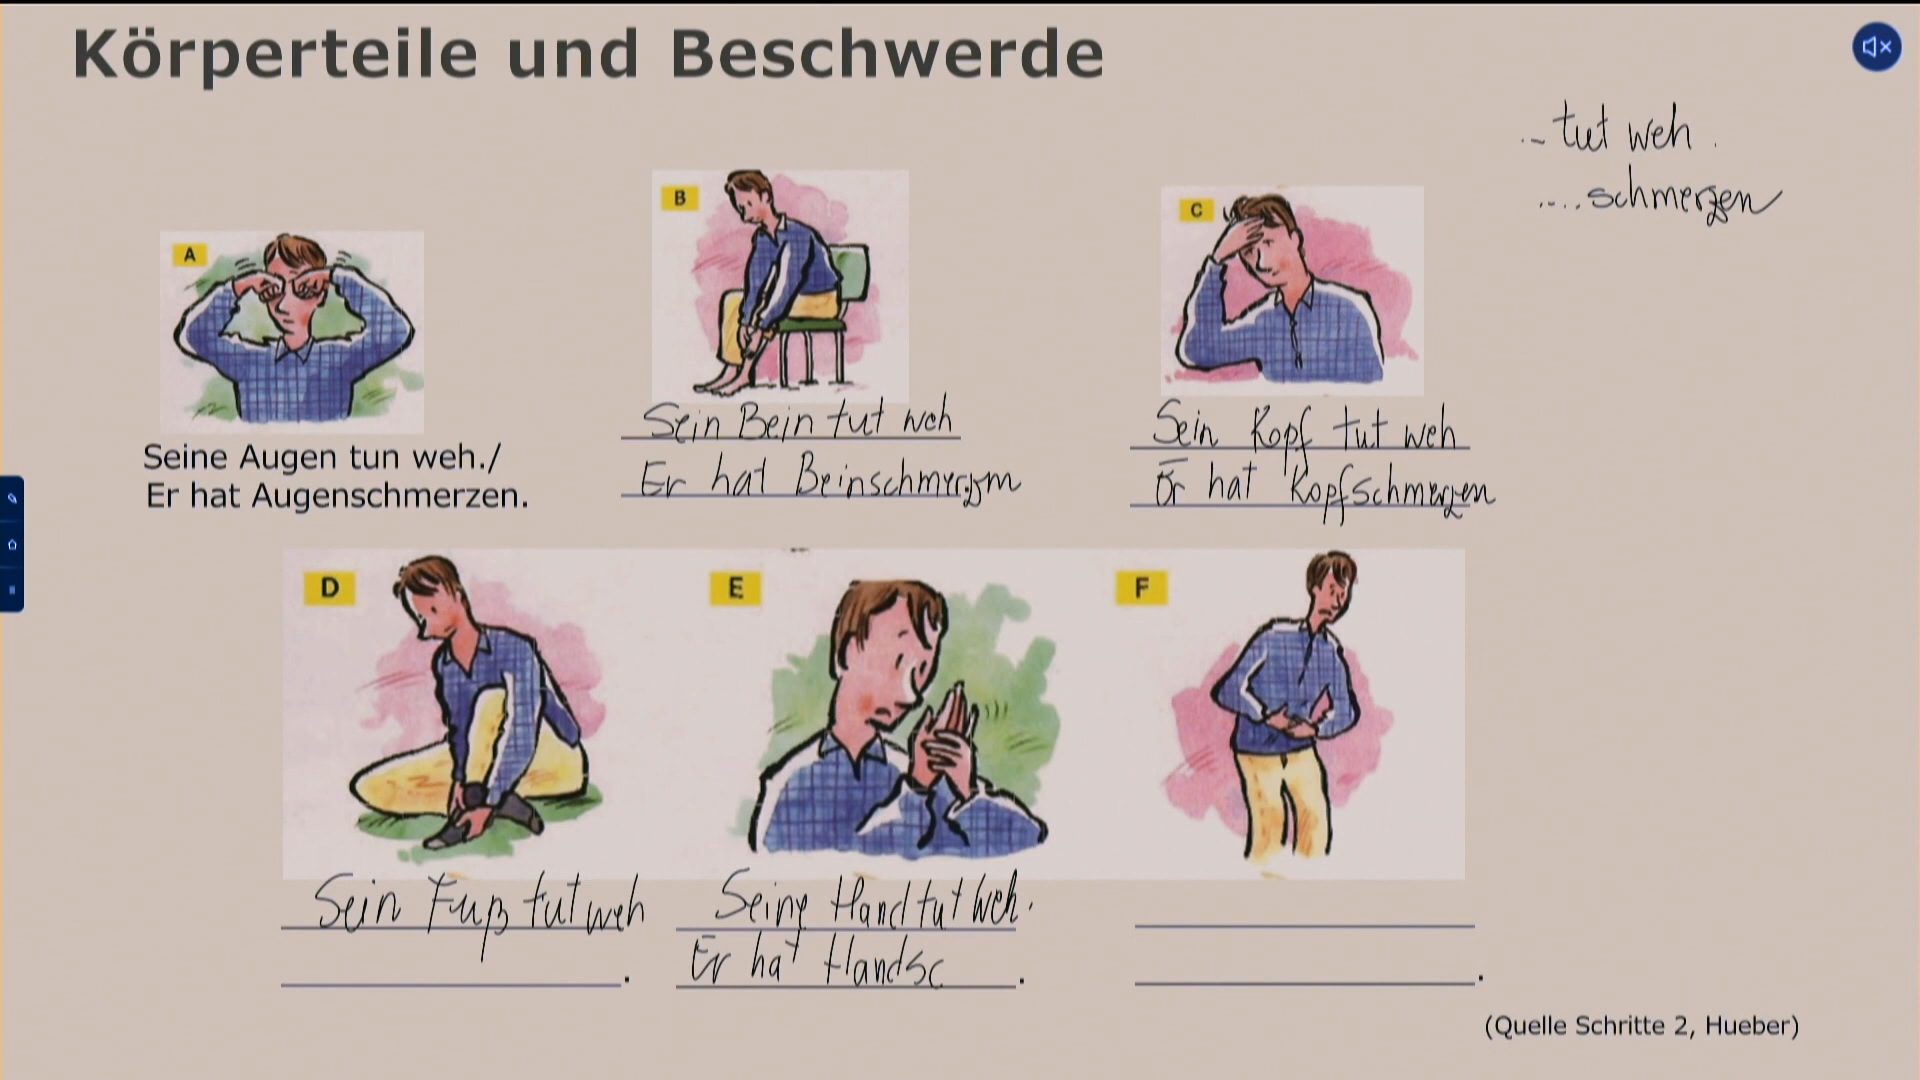 Körperteile und Beschwerde
.. tut weh .
.... schmerzen
A
B
C
Seine Augen tun weh./
Er hat Augenschmerzen.
Sein Bein tut weh
Er hat Beinschmerzen
Sein Kopf tut weh
Er hat Kopfschmerzen
D
E
F
Sein Fuß tut weh
.
Seine Hand tut weh.
Er hat Handsc .
.
(Quelle Schritte 2, Hueber)